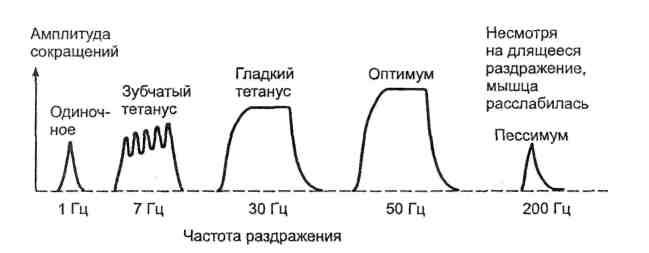 Амплитуда
сокращений
Одиноч-
ное
Зубчатый
тетанус
Гладкий
тетанус
Оптимум
Несмотря
на длящееся
раздражение,
мышца
расслабилась
Пессимум
1 Гц
7 Гц
30 Гц
50 Гц
200 Гц
Частота раздражения